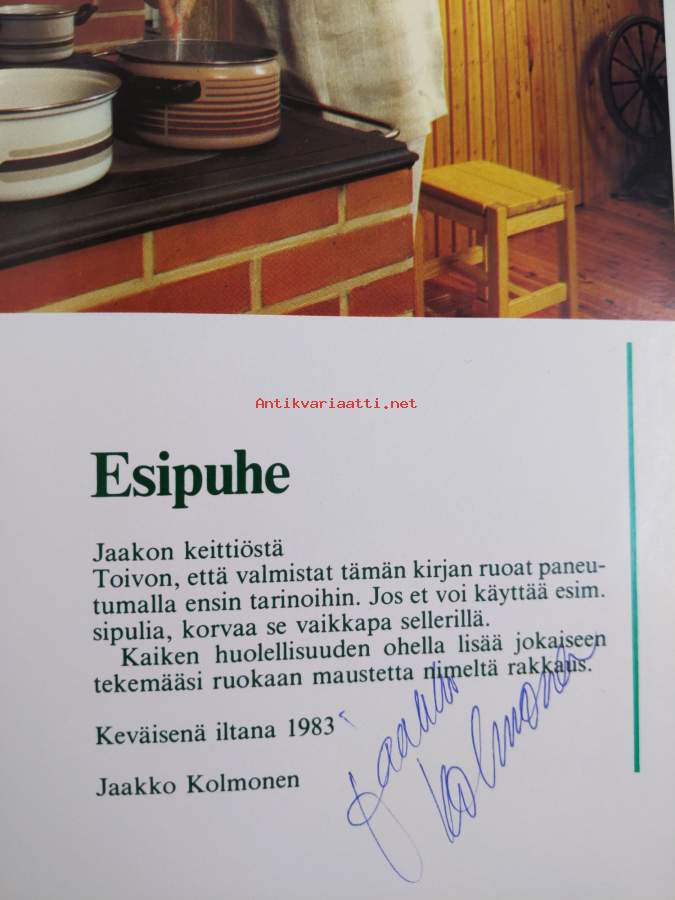 Antikvariaatti.net
Esipuhe
Jaakon keittiöstä
Toivon, että valmistat tämän kirjan ruoat paneu-
tumalla ensin tarinoihin. Jos et voi käyttää esim.
sipulia, korvaa se vaikkapa sellerillä.
Kaiken huolellisuuden ohella lisää jokaiseen
tekemääsi ruokaan maustetta nimeltä rakkaus.
Keväisenä iltana 1983
Jaakko Kolmonen
Jaakko
Kolmonen